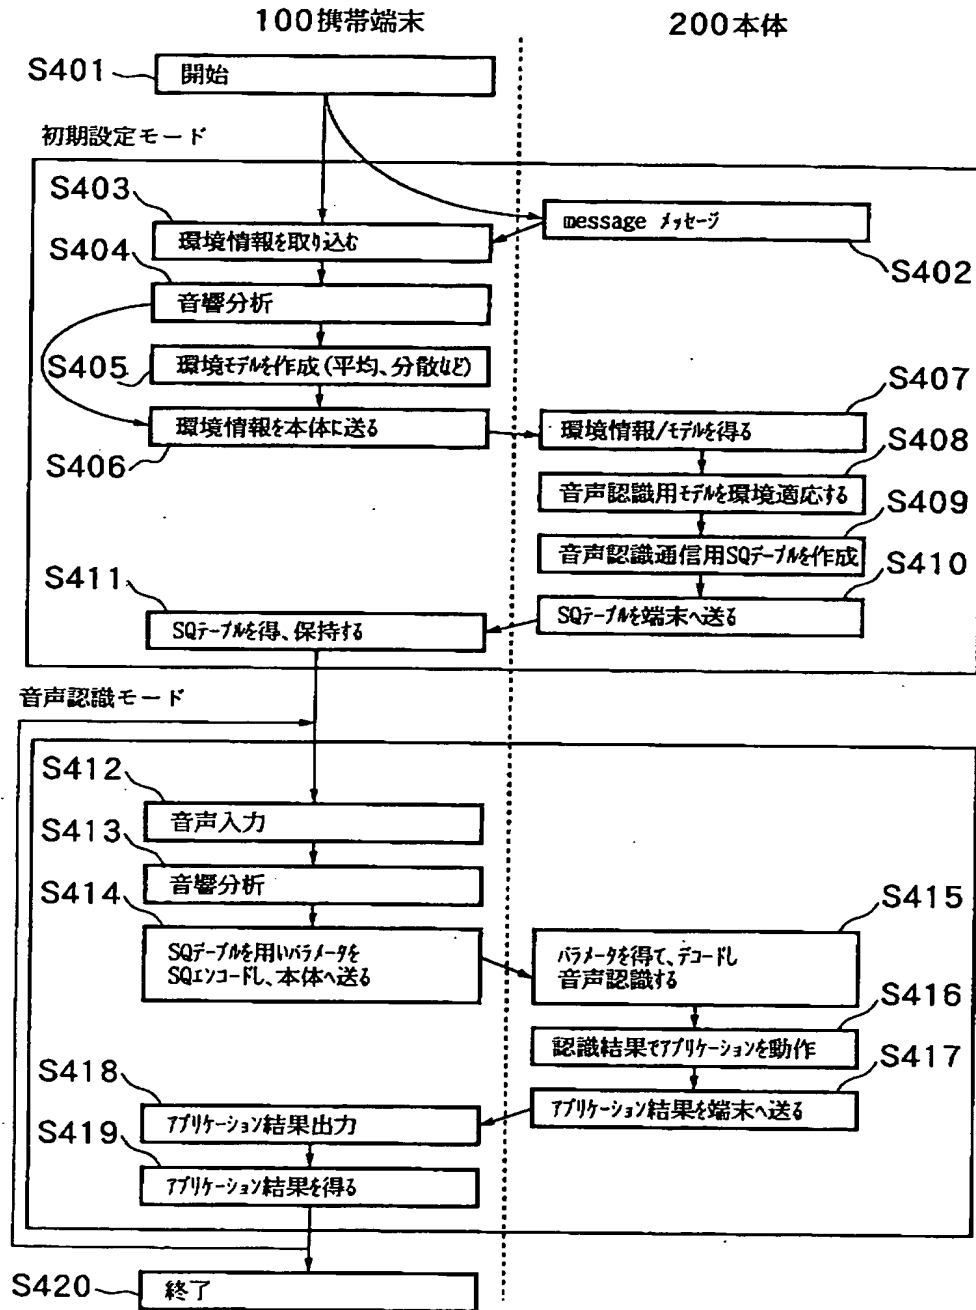 100携帯端末
200本体
S401
開始
初期設定モード
S403
環境情報を取り込む
message メッセージ
S402
S404
音響分析
S405
環境モデルを作成(平均、分散など)
S406
環境情報を本体に送る
S407
環境情報/モデルを得る
S408
音声認識用モデルを環境適応する
S409
音声認識通信用SQテーブルを作成
S410
SQテーブルを端末へ送る
S411
SQテーブルを得、保持する
音声認識モード
S412
音声入力
S413
音響分析
S414
SQテーブルを用いパラメータを
SQエンコードし、本体へ送る
S415
パラメータを得て、デコードし
音声認識する
S416
認識結果でアプリケーションを動作
S417
アプリケーション結果を端末へ送る
S418
アプリケーション結果出力
S419
アプリケーション結果を得る
S420
終了